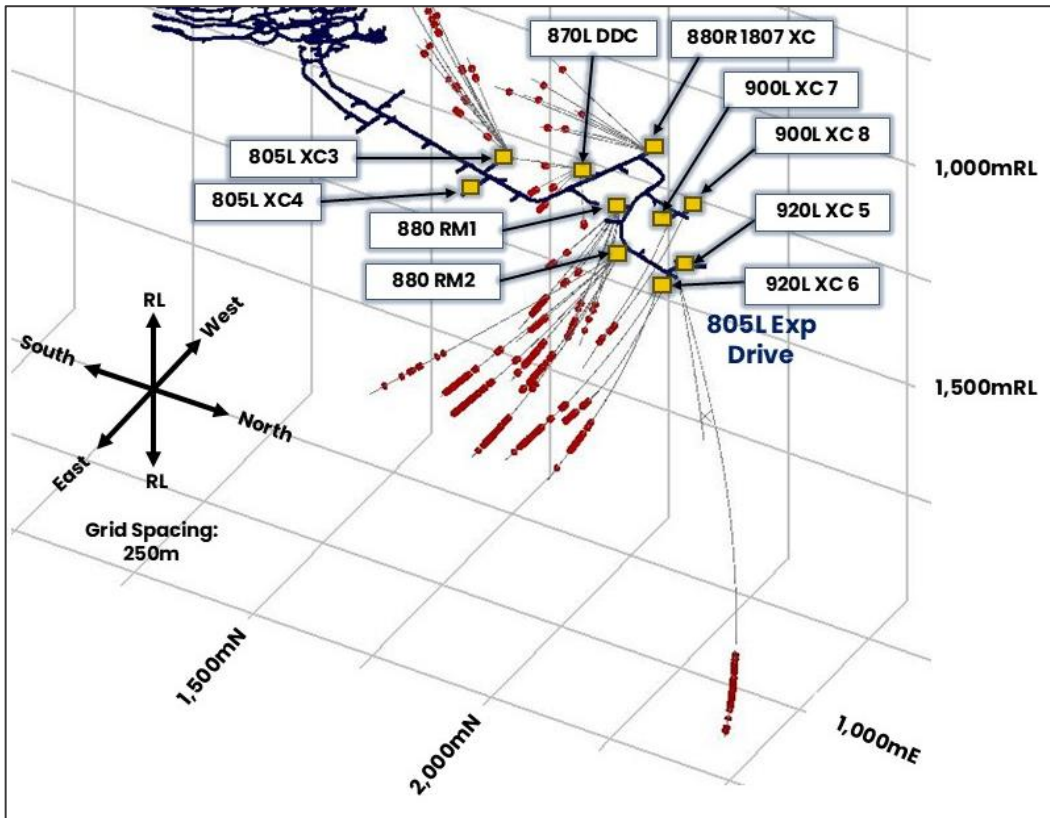 870L DDC
880R 1807 XC
900L XC 7
900L XC 8
805L XC3
1,000mRL
805L XC4
920L XC 5
880 RM1
880 RM2
920L XC 6
805L Exp
Drive
1,500mRL
RL
West
South
North
East
RL
Grid Spacing:
250m
1,500mN
2,000mN
1,000mE